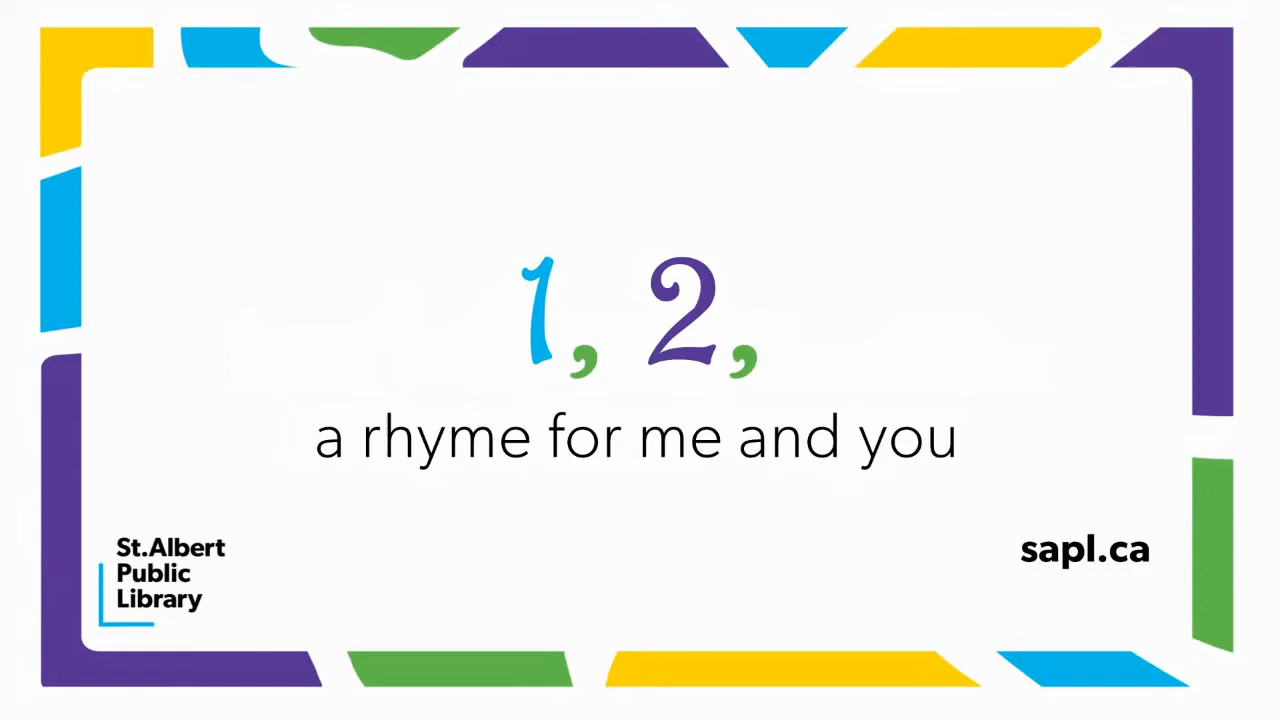 1, 2,
a rhyme for me and you
St.Albert
Public
Library
sapl.ca